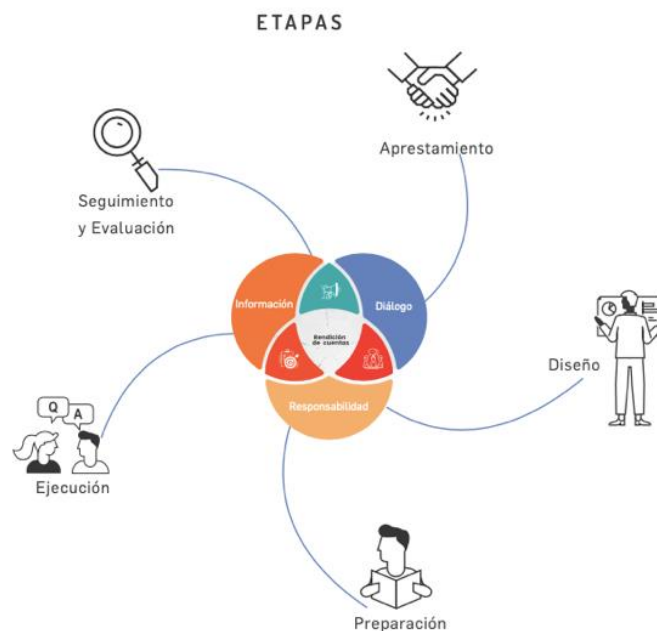 ETAPAS
Aprestamiento
Seguimiento
y Evaluación
Información
Diálogo
Rendición
de cuentas
Diseño
Responsabilidad
Q
A
Ejecución
Preparación